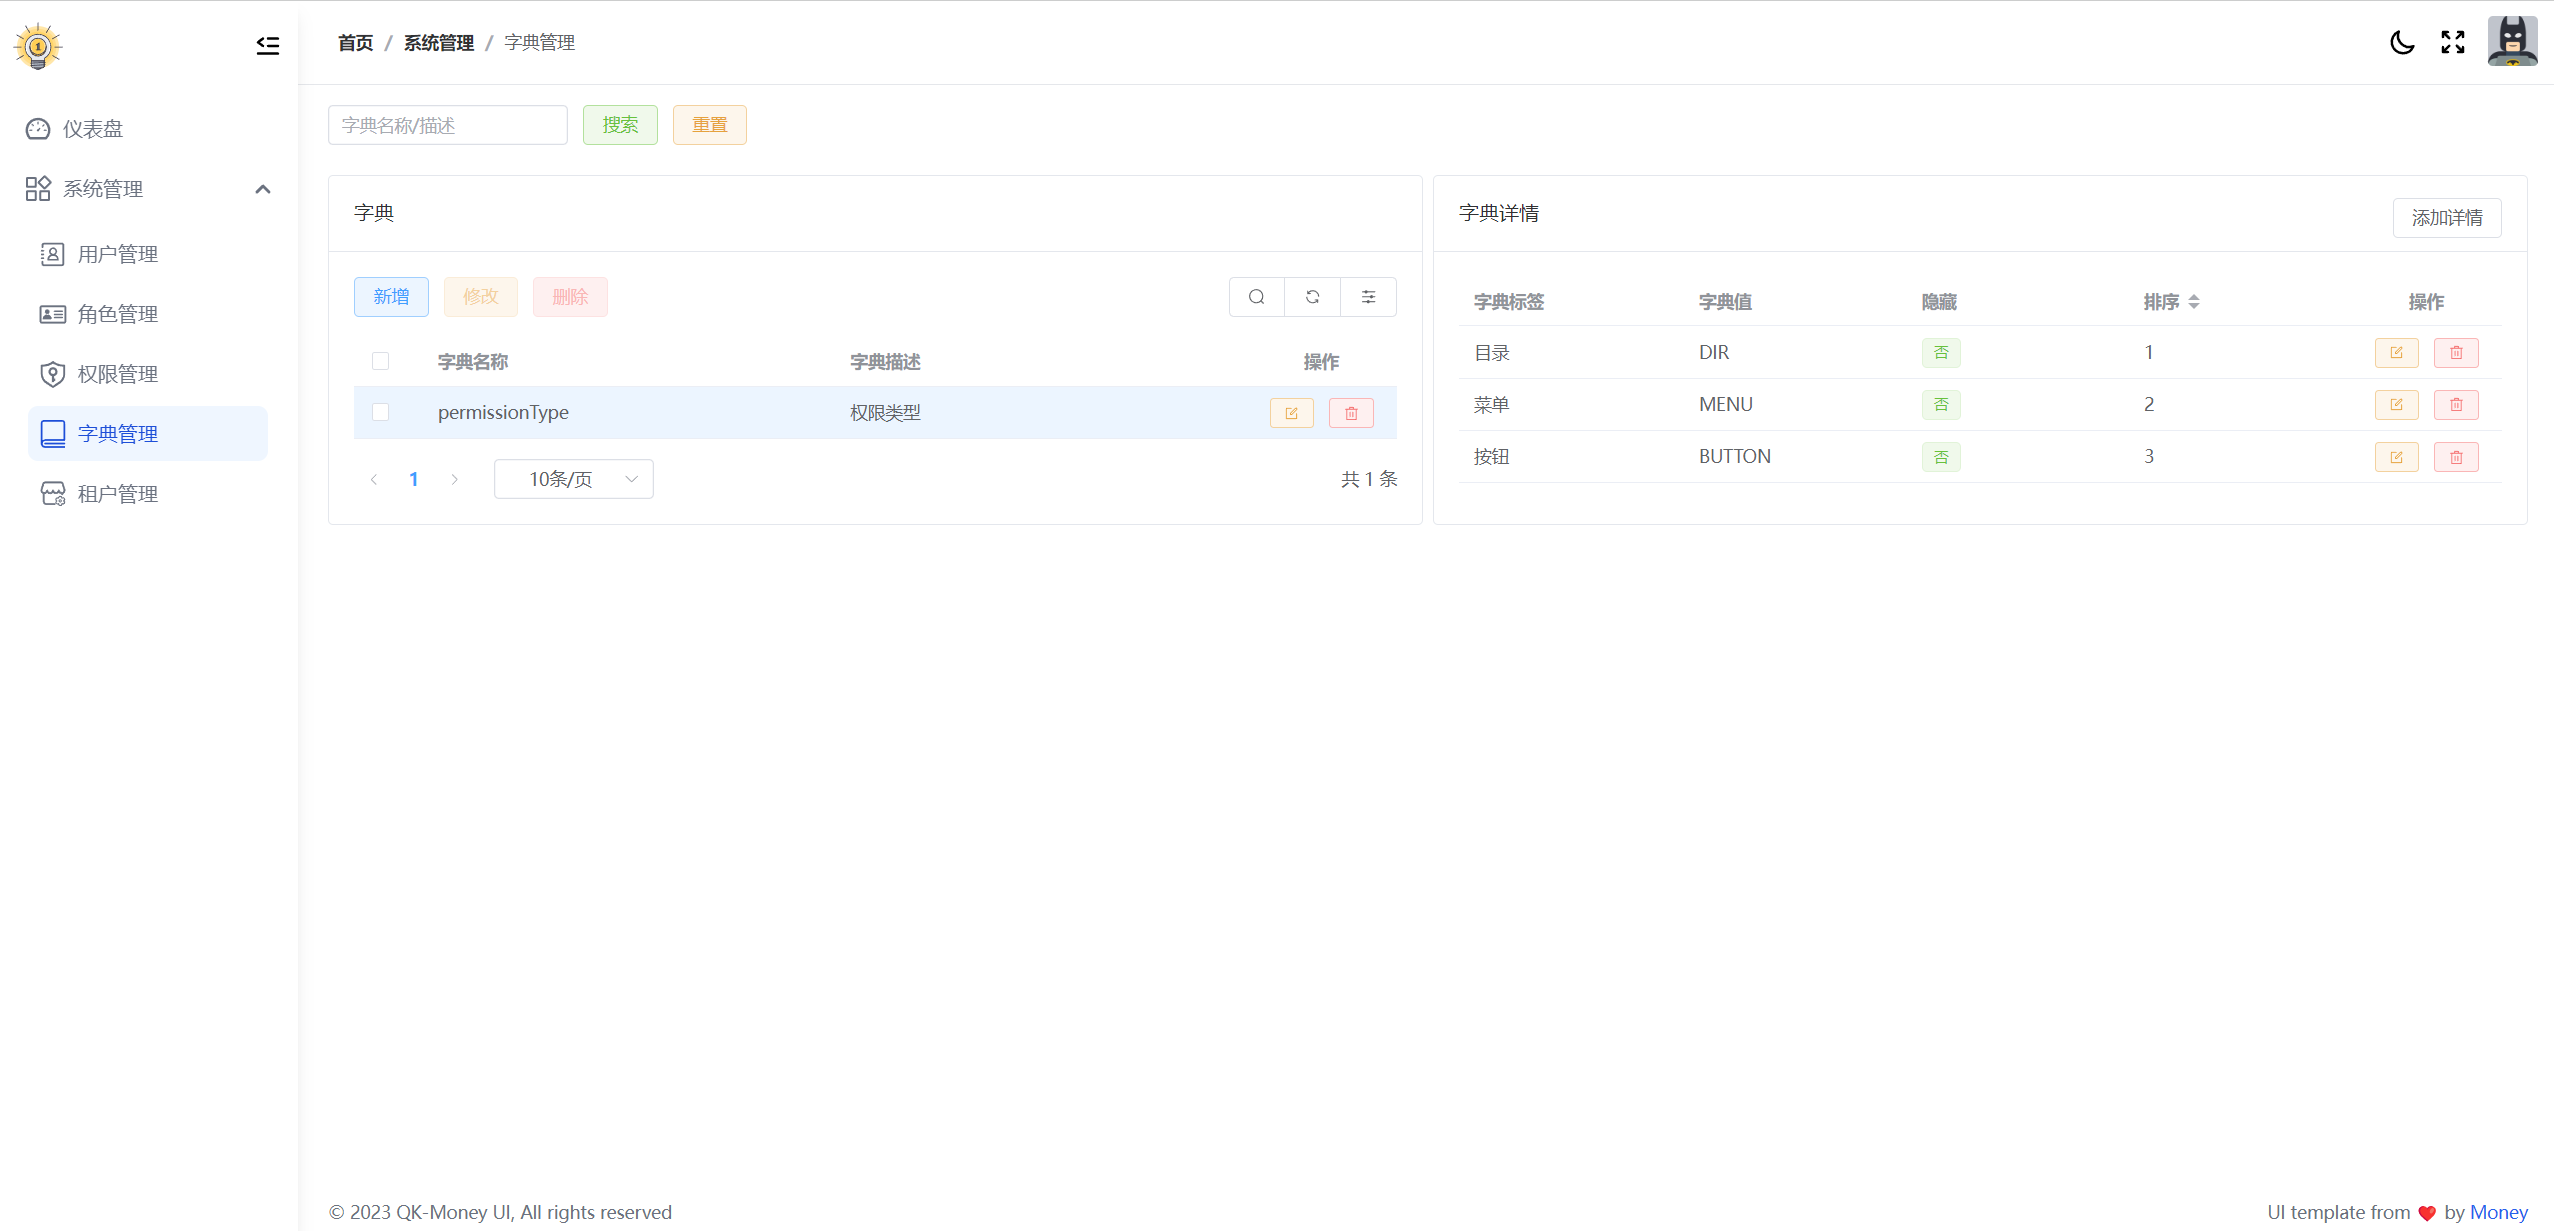 首页 / 系统管理 / 字典管理
仪表盘
系统管理
用户管理
角色管理
权限管理
字典管理
租户管理
字典名称/描述 搜索 重置
字典
新增 修改 删除
字典名称 字典描述 操作
permissionType 权限类型
1 10条/页 共 1 条
字典详情 添加详情
字典标签 字典值 隐藏 排序 操作
目录 DIR 否 1
菜单 MENU 否 2
按钮 BUTTON 否 3
© 2023 QK-Money UI, All rights reserved
UI template from ❤️ by Money